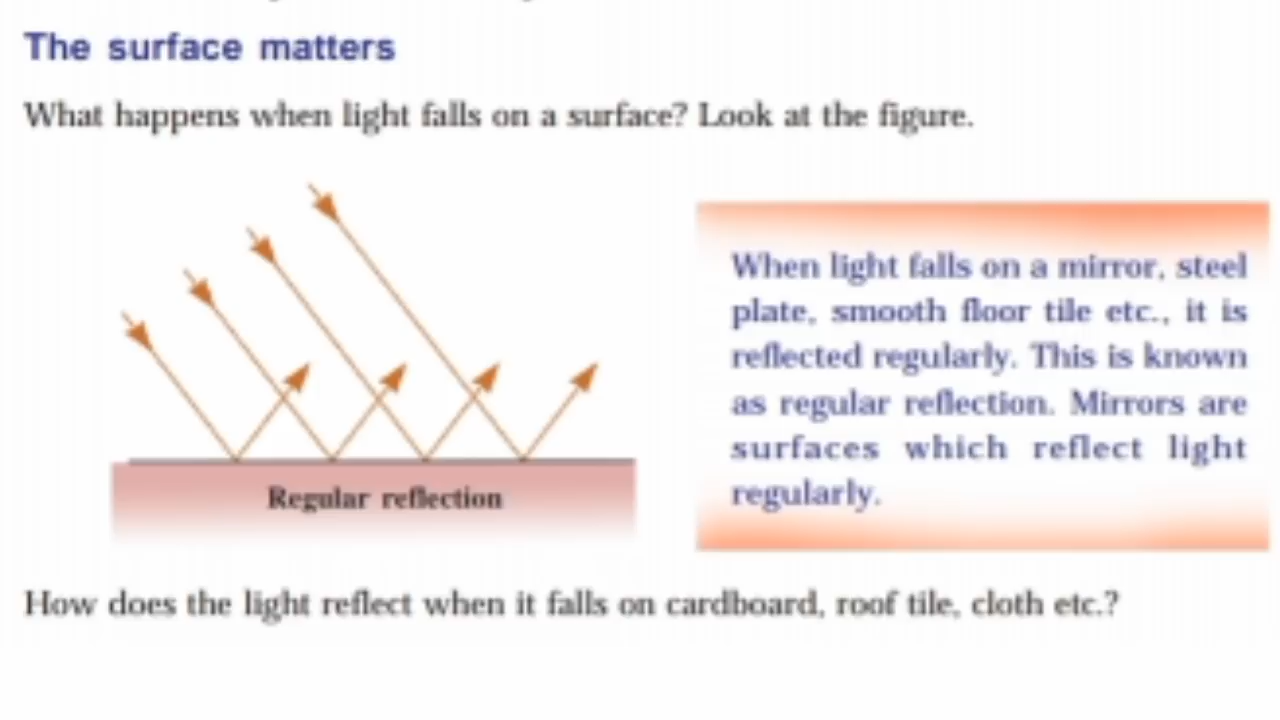 The surface matters
What happens when light falls on a surface? Look at the figure.
When light falls on a mirror, steel
plate, smooth floor tile etc., it is
reflected regularly. This is known
as regular reflection. Mirrors are
surfaces which reflect light
regularly.
Regular reflection
How does the light reflect when it falls on cardboard, roof tile, cloth etc.?